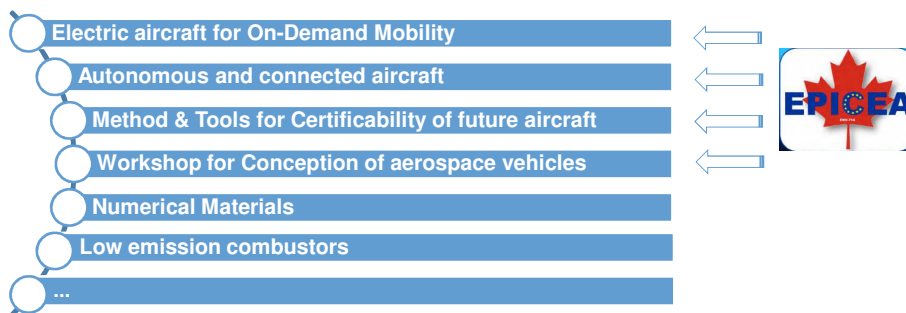 Electric aircraft for On-Demand Mobility
Autonomous and connected aircraft
Method & Tools for Certificability of future aircraft
Workshop for Conception of aerospace vehicles
Numerical Materials
Low emission combustors
...
EPICEA